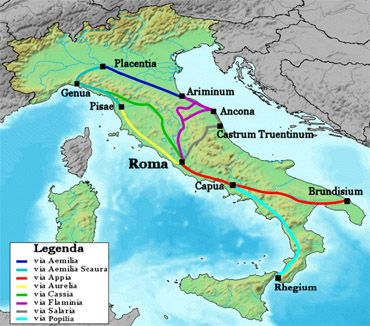 Placentia
Genua
Ariminum
Pisae
Ancona
Castrum Truentinum
Roma
Capua
Brundisium
Rhegium
Legenda
via Aemilia
via Aemilia Scaura
via Appia
via Aurelia
via Cassia
via Flaminia
via Salaria
via Popilia